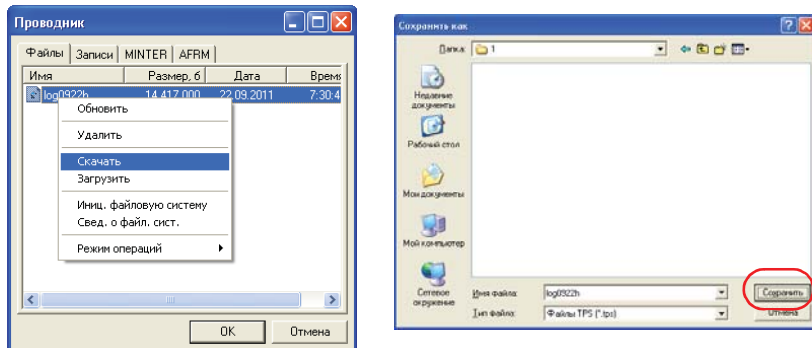 Проводник
Файлы Записи MINTER AFRM
Имя Размер, б Дата Время
log0922h 14 417 000 22.09.2011 7:30:4
Обновить
Удалить
Скачать
Загрузить
Иниц. файловую систему
Свед. о файл. сист.
Режим операций
OK Отмена
Сохранить как
Папка: 1
Недавние документы
Рабочий стол
Мои документы
Мой компьютер
Сетевое окружение
Имя файла: log0922h Сохранить
Тип файла: Файлы TPS (*.tps) Отмена